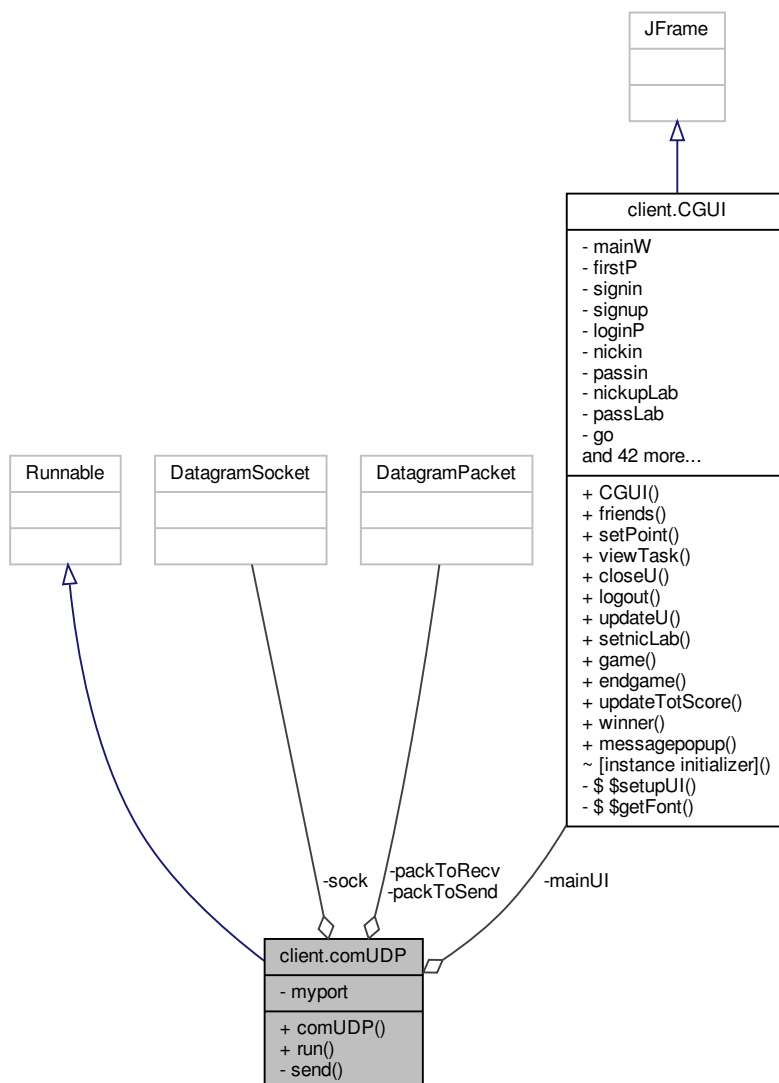 JFrame
client.CGUI
- mainW
- firstP
- signin
- signup
- loginP
- nickin
- passin
- nickupLab
- passLab
- go
and 42 more...
+ CGUI()
+ friends()
+ setPoint()
+ viewTask()
+ closeU()
+ logout()
+ updateU()
+ setnicLab()
+ game()
+ endgame()
+ updateTotScore()
+ winner()
+ messagepopup()
~ [instance initializer]()
- $ $setupUI()
- $ $getFont()
Runnable
DatagramSocket
DatagramPacket
-sock
-packToRecv
-packToSend
-mainUI
client.comUDP
- myport
+ comUDP()
+ run()
- send()